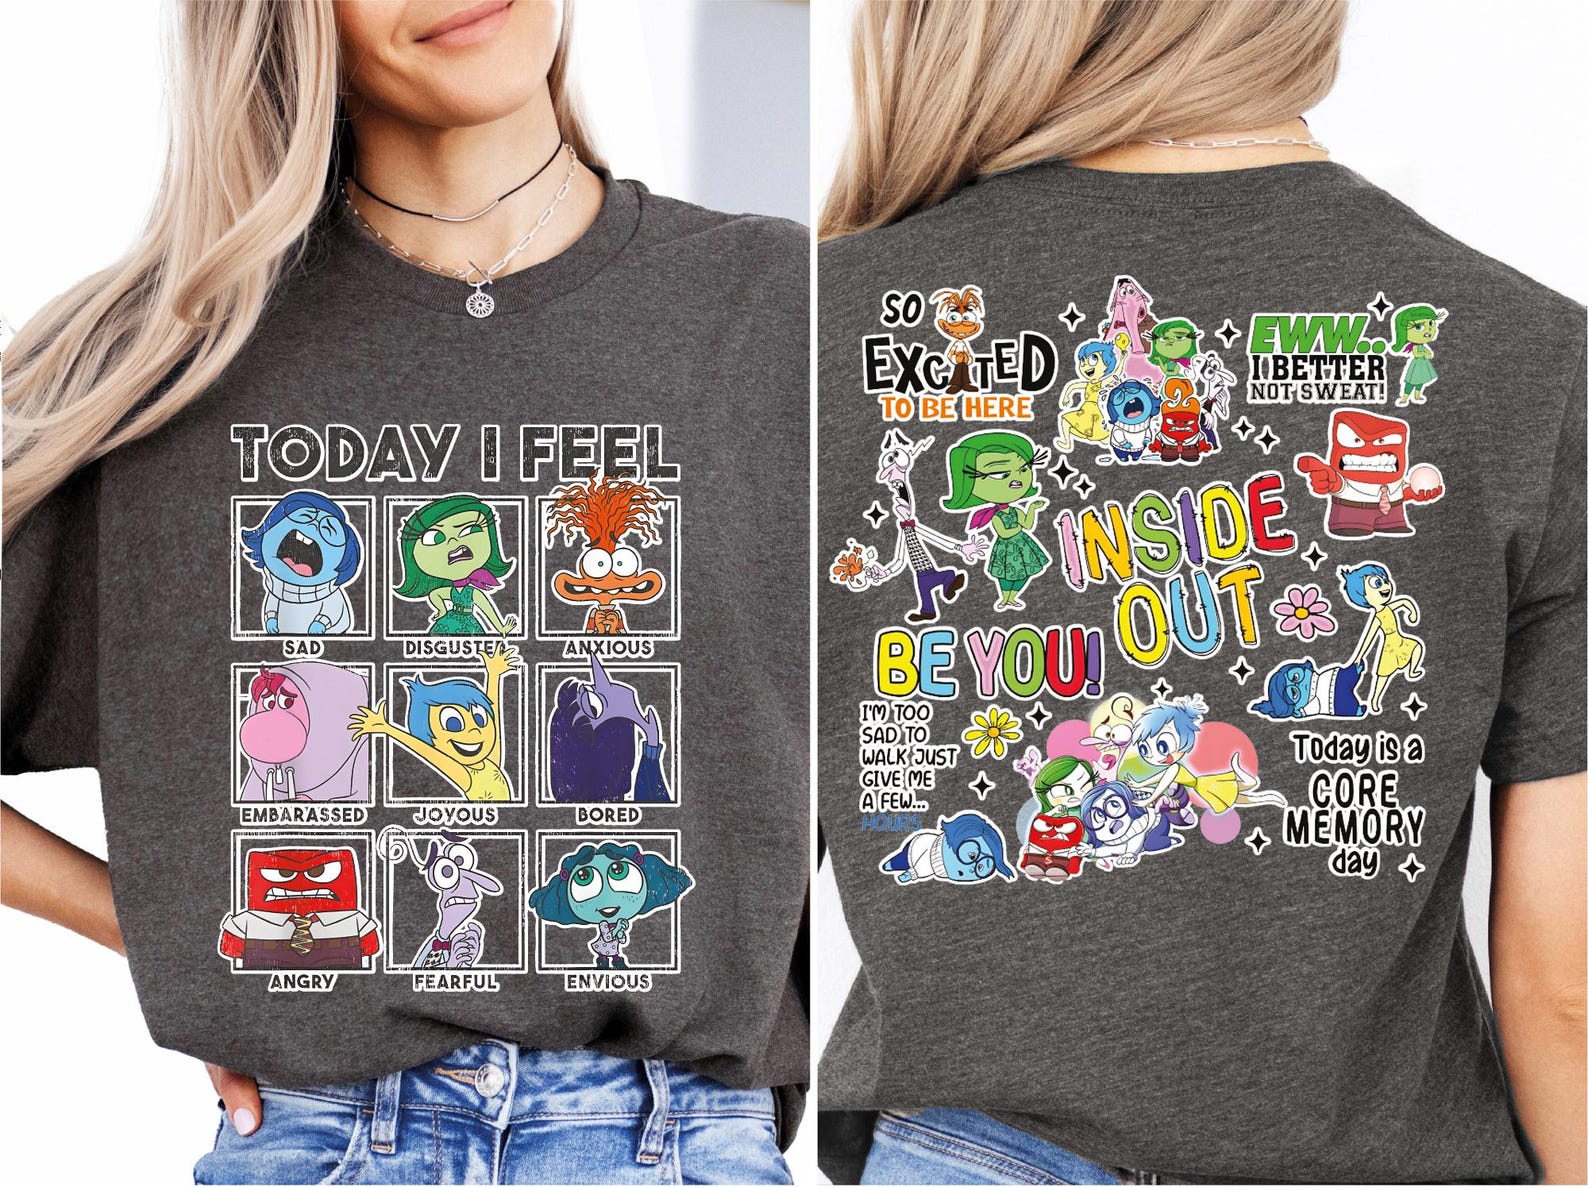 TODAY I FEEL
SAD
DISGUSTED
ANXIOUS
EMBARASSED
JOYOUS
BORED
ANGRY
FEARFUL
ENVIOUS
SO
EXCITED
TO BE HERE
EWW..
I BETTER
NOT SWEAT!
INSIDE
OUT
BE YOU!
I'M TOO
SAD TO
WALK JUST
GIVE ME
A FEW...
HOURS
Today is a
CORE
MEMORY
day